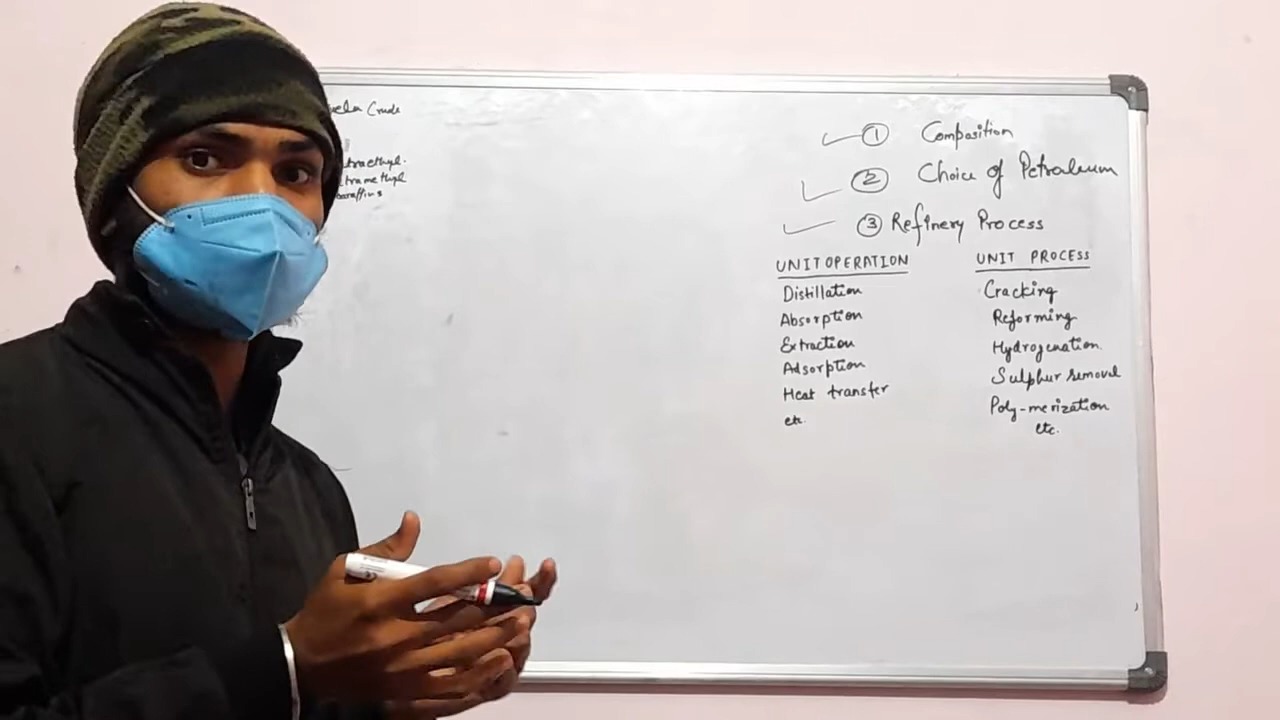 Crude
① Composition
② Choice of Petroleum
③ Refinery Process
UNIT OPERATION
Distillation
Absorption
Extraction
Adsorption
Heat transfer
etc.
UNIT PROCESS
Cracking
Reforming
Hydrogenation.
Sulphur removal
Poly-merization
etc.